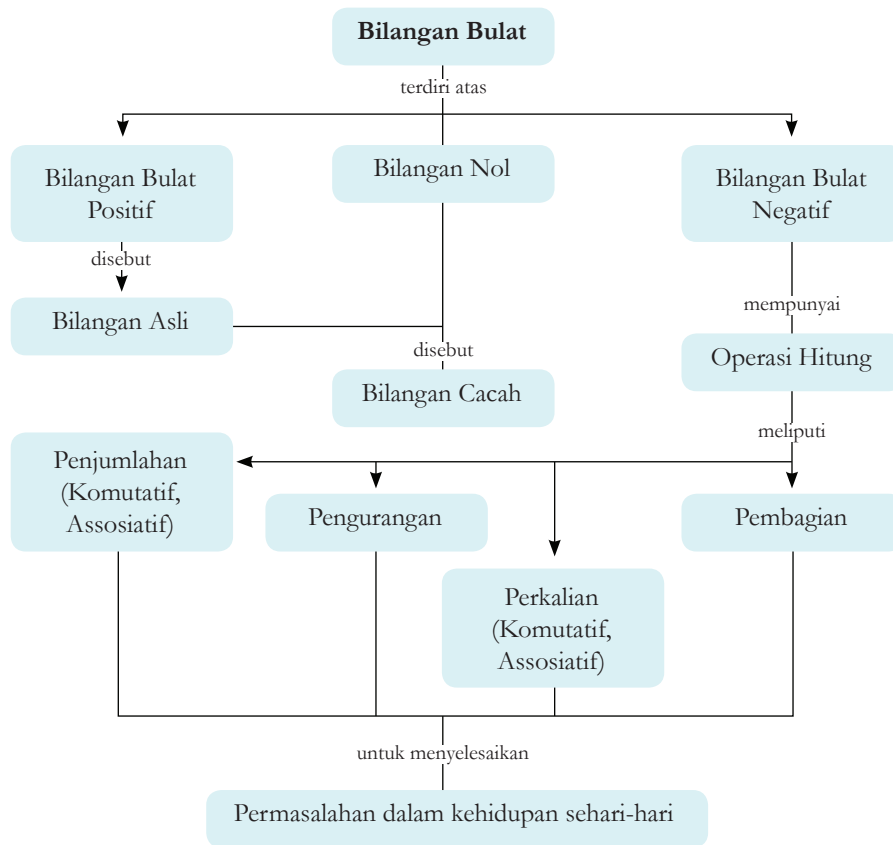 Bilangan Bulat
terdiri atas
Bilangan Bulat
Positif
Bilangan Nol
Bilangan Bulat
Negatif
disebut
mempunyai
Bilangan Asli
disebut
Operasi Hitung
Bilangan Cacah
meliputi
Penjumlahan
(Komutatif,
Assosiatif)
Pengurangan
Perkalian
(Komutatif,
Assosiatif)
Pembagian
untuk menyelesaikan
Permasalahan dalam kehidupan sehari-hari